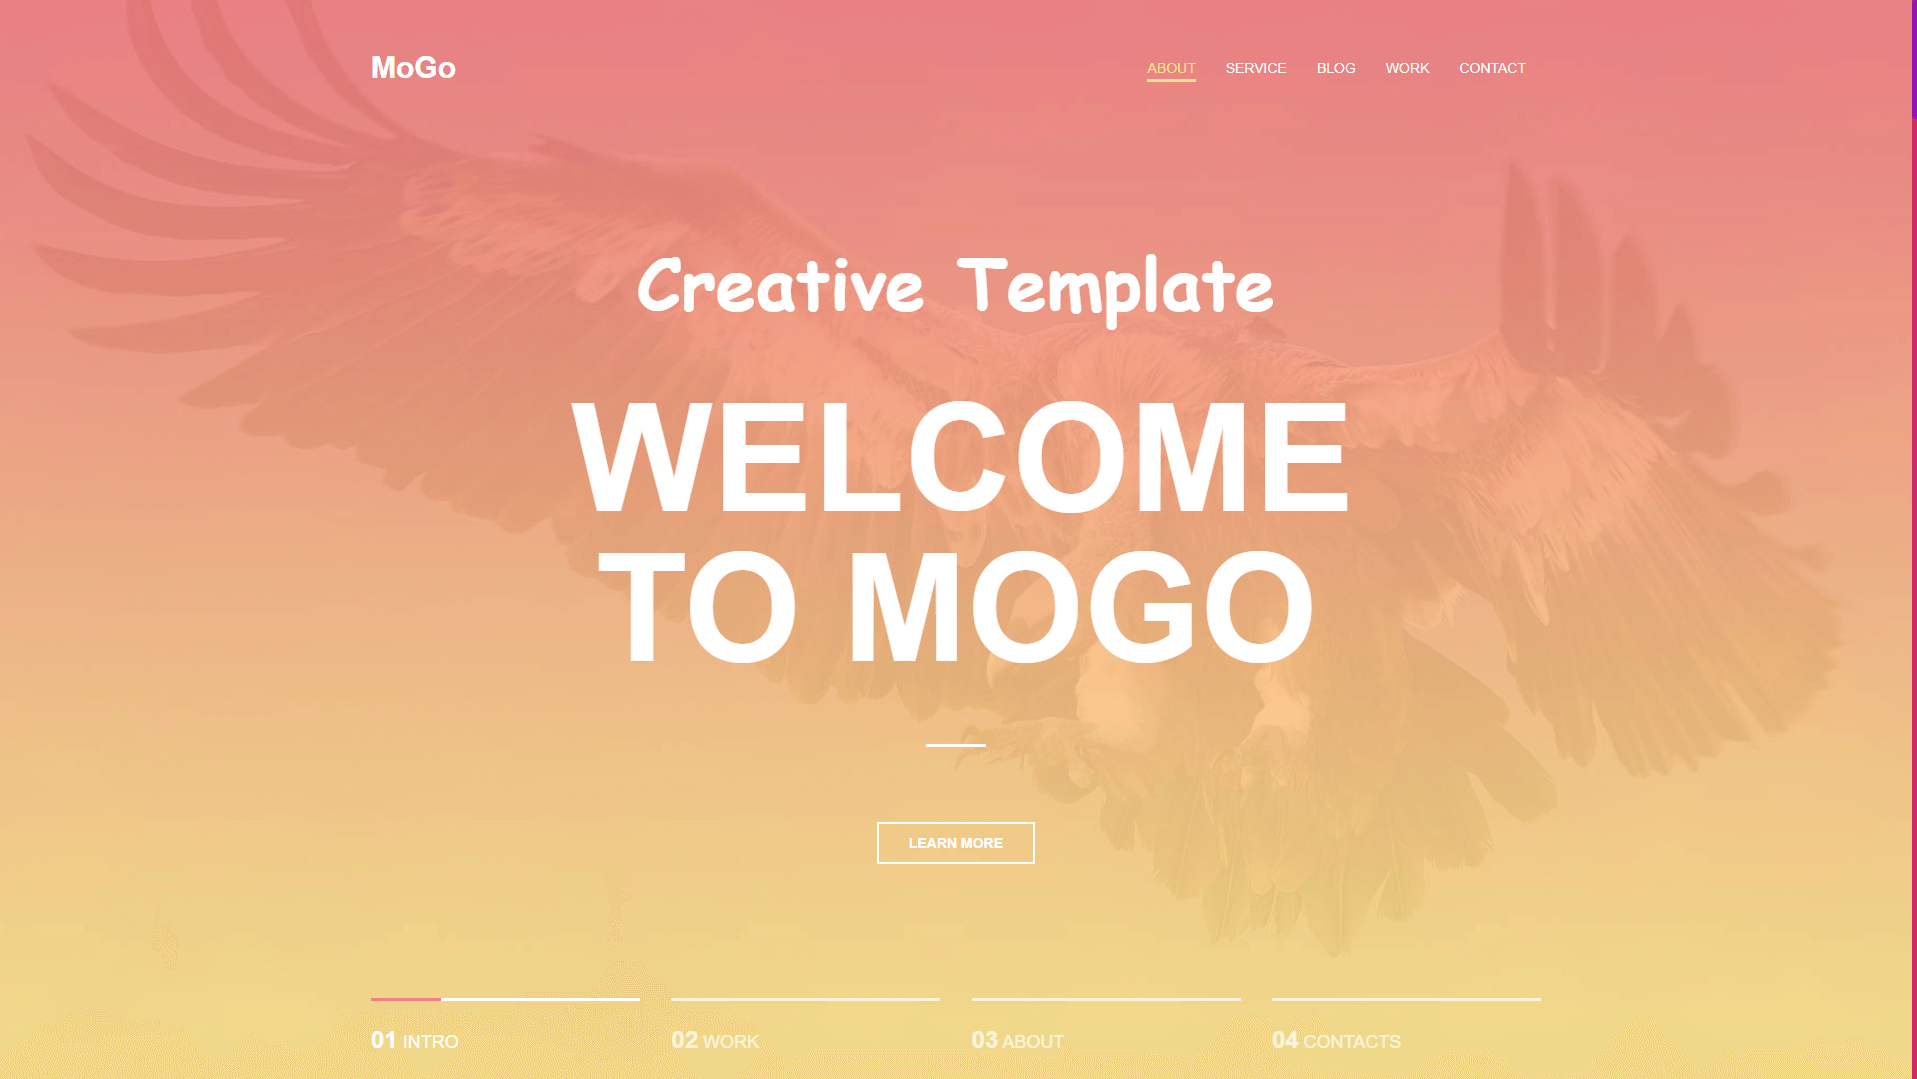 MoGo
ABOUT SERVICE BLOG WORK CONTACT
Creative Template
WELCOME
TO MOGO
LEARN MORE
01 INTRO
02 WORK
03 ABOUT
04 CONTACTS